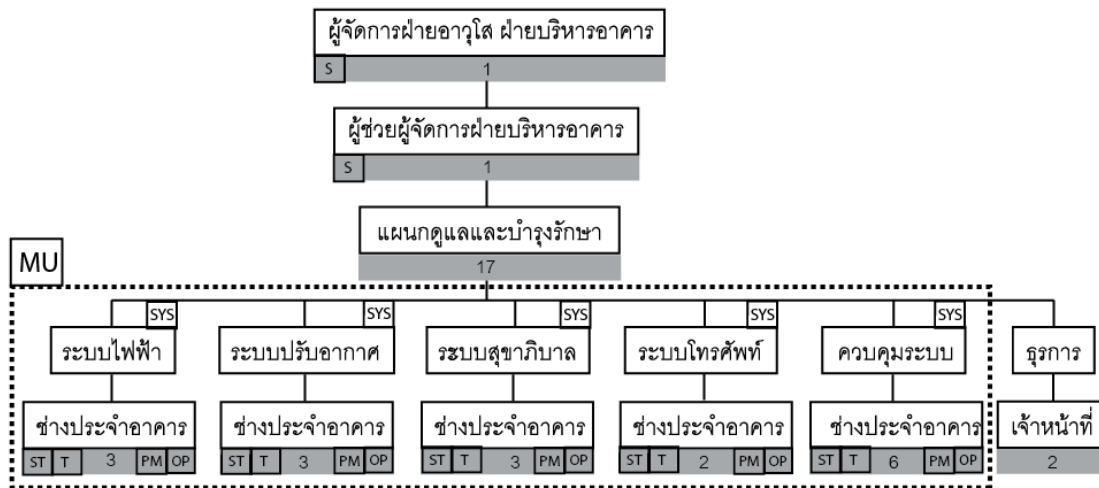 ผู้จัดการฝ่ายอาวุโส ฝ่ายบริหารอาคาร
S 1
ผู้ช่วยผู้จัดการฝ่ายบริหารอาคาร
S 1
แผนกดูแลและบำรุงรักษา
17
MU
SYS SYS SYS SYS SYS
ระบบไฟฟ้า ระบบปรับอากาศ ระบบสุขาภิบาล ระบบโทรศัพท์ ควบคุมระบบ ธุรการ
ช่างประจำอาคาร ช่างประจำอาคาร ช่างประจำอาคาร ช่างประจำอาคาร ช่างประจำอาคาร เจ้าหน้าที่
ST T 3 PM OP ST T 3 PM OP ST T 3 PM OP ST T 2 PM OP ST T 6 PM OP 2